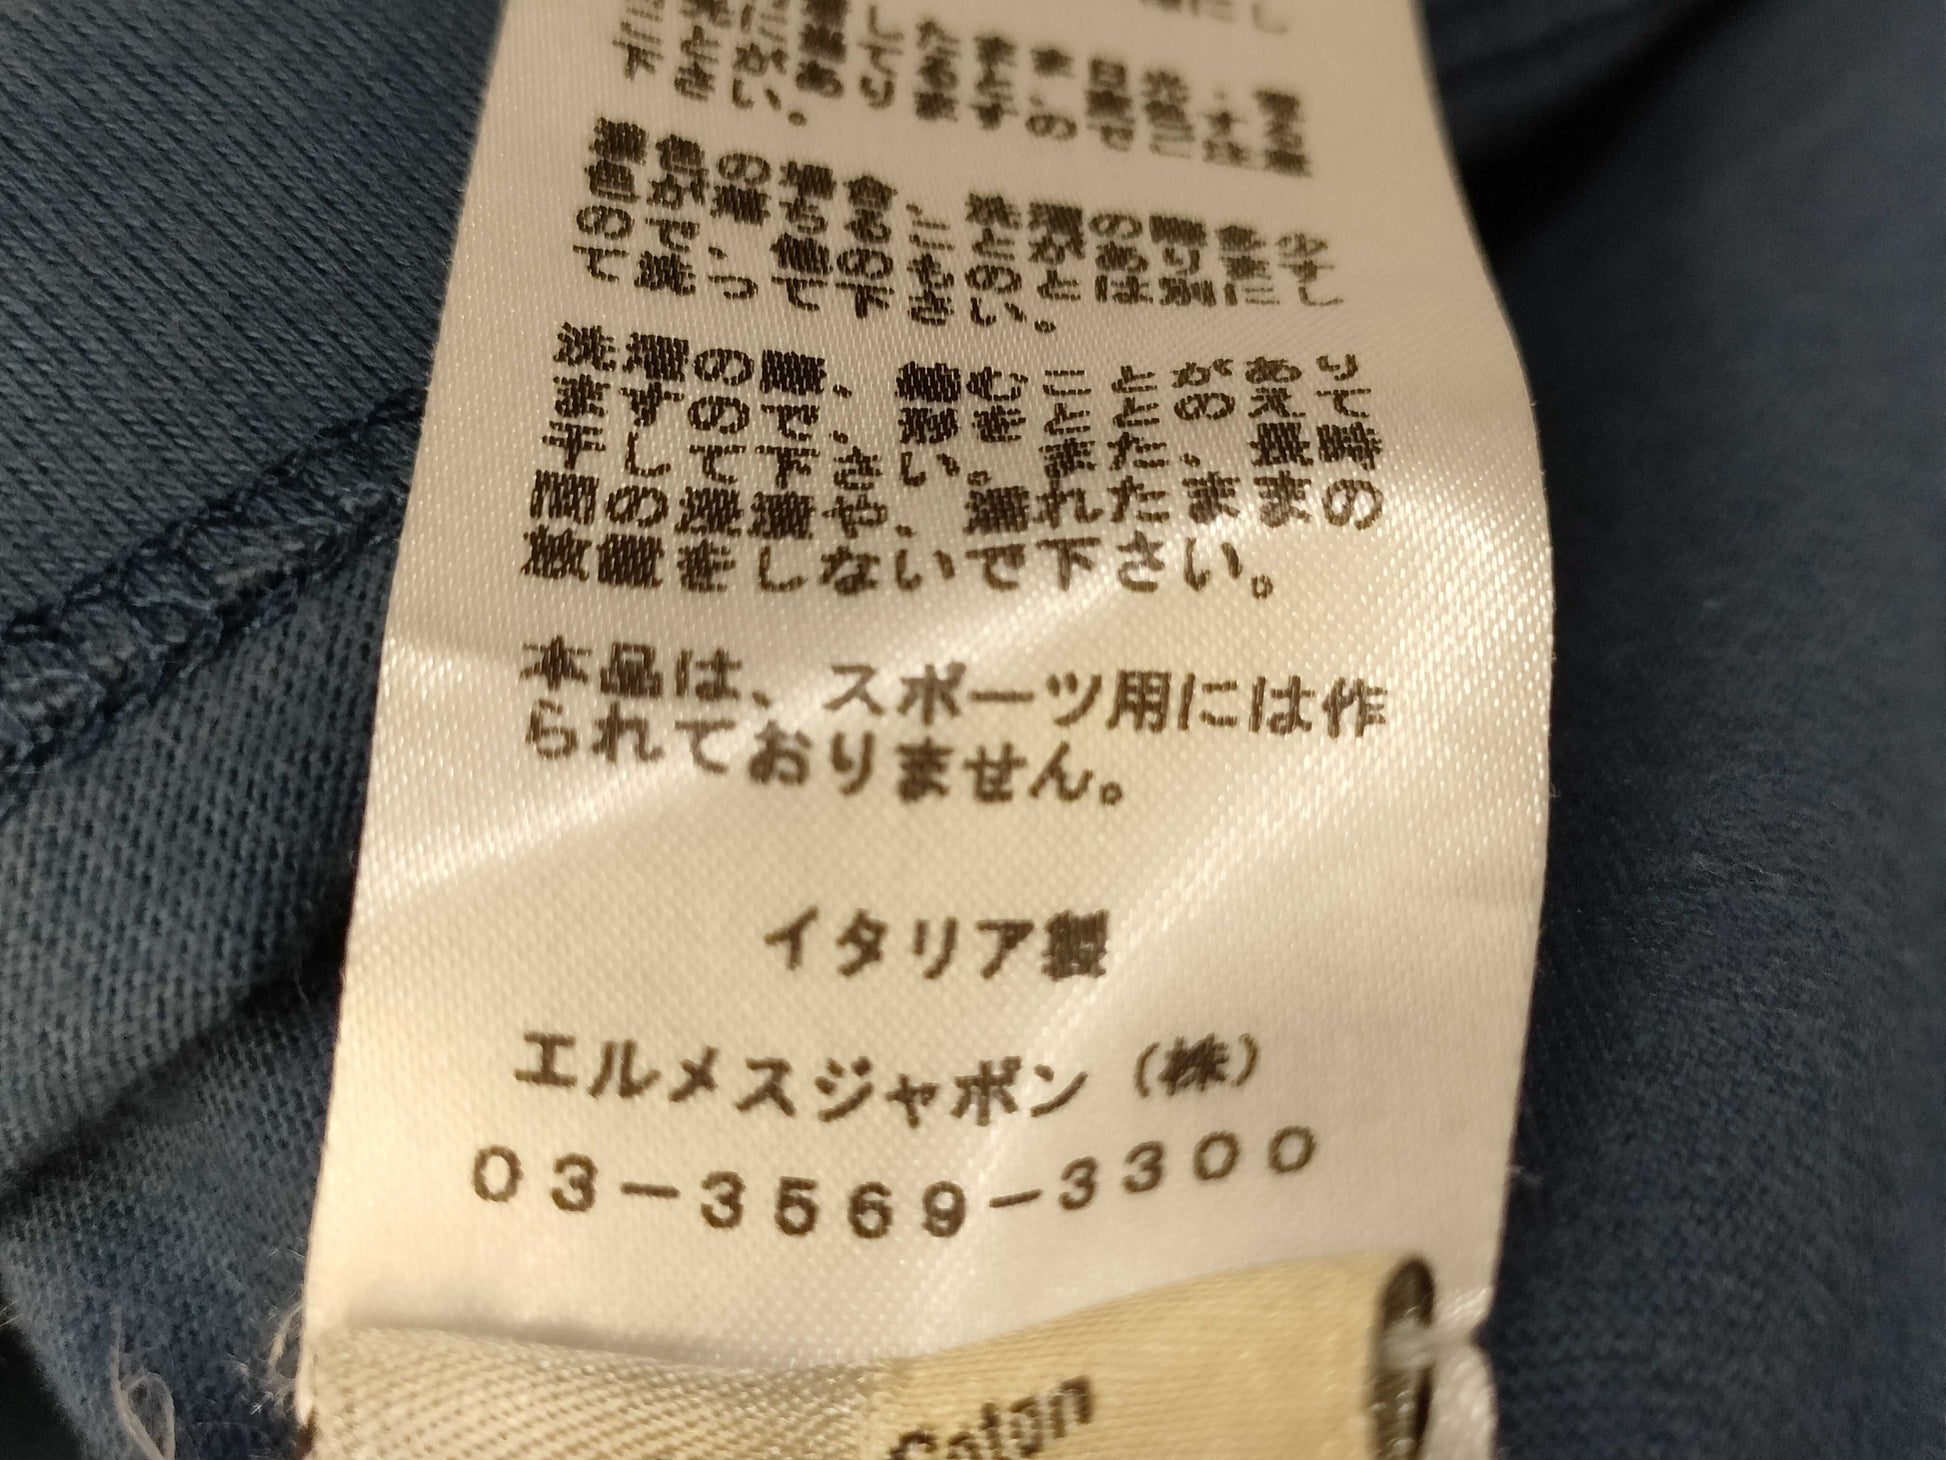 下さい。
濃色の場合、洗濯の際多少
色が落ちることがあります
ので、他のものとは別にし
て洗って下さい。
洗濯の際、縮むことがあり
ますので、形をととのえて
干して下さい。また、長時
間の浸漬や、濡れたままの
放置をしないで下さい。
本品は、スポーツ用には作
られておりません。
イタリア製
エルメスジャポン（株）
03-3569-3300
Coton